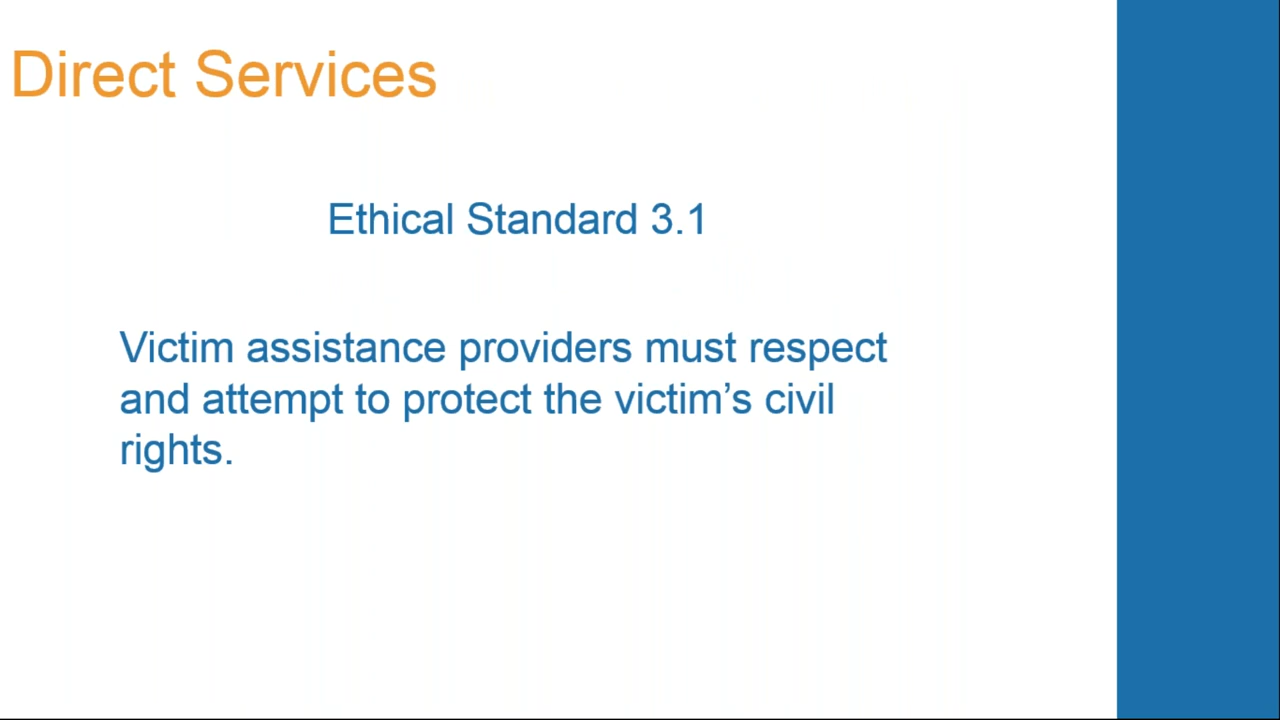 Direct Services
Ethical Standard 3.1
Victim assistance providers must respect
and attempt to protect the victim’s civil
rights.